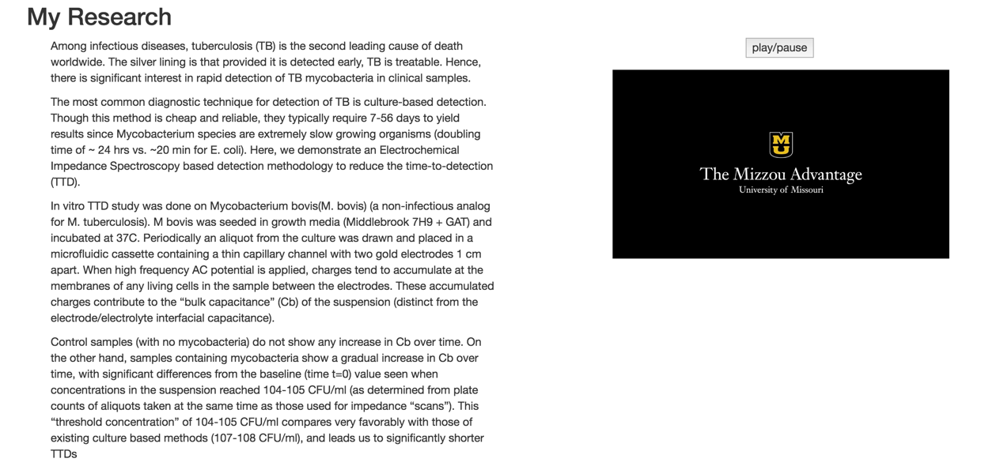 My Research
Among infectious diseases, tuberculosis (TB) is the second leading cause of death
worldwide. The silver lining is that provided it is detected early, TB is treatable. Hence,
there is significant interest in rapid detection of TB mycobacteria in clinical samples.
The most common diagnostic technique for detection of TB is culture-based detection.
Though this method is cheap and reliable, they typically require 7-56 days to yield
results since Mycobacterium species are extremely slow growing organisms (doubling
time of ~ 24 hrs vs. ~20 min for E. coli). Here, we demonstrate an Electrochemical
Impedance Spectroscopy based detection methodology to reduce the time-to-detection
(TTD).
In vitro TTD study was done on Mycobacterium bovis(M. bovis) (a non-infectious analog
for M. tuberculosis). M bovis was seeded in growth media (Middlebrook 7H9 + GAT) and
incubated at 37C. Periodically an aliquot from the culture was drawn and placed in a
microfluidic cassette containing a thin capillary channel with two gold electrodes 1 cm
apart. When high frequency AC potential is applied, charges tend to accumulate at the
membranes of any living cells in the sample between the electrodes. These accumulated
charges contribute to the “bulk capacitance” (Cb) of the suspension (distinct from the
electrode/electrolyte interfacial capacitance).
Control samples (with no mycobacteria) do not show any increase in Cb over time. On
the other hand, samples containing mycobacteria show a gradual increase in Cb over
time, with significant differences from the baseline (time t=0) value seen when
concentrations in the suspension reached 104-105 CFU/ml (as determined from plate
counts of aliquots taken at the same time as those used for impedance “scans”). This
“threshold concentration” of 104-105 CFU/ml compares very favorably with those of
existing culture based methods (107-108 CFU/ml), and leads us to significantly shorter
TTDs
play/pause
MU
The Mizzou Advantage
University of Missouri